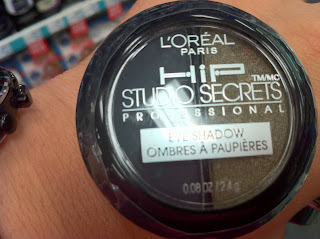 L'ORÉAL
PARIS
HiP
TM/MC
STUDIO SECRETS
PROFESSIONAL
EYE SHADOW
OMBRES À PAUPIÈRES
0.08 OZ / 2.4 g